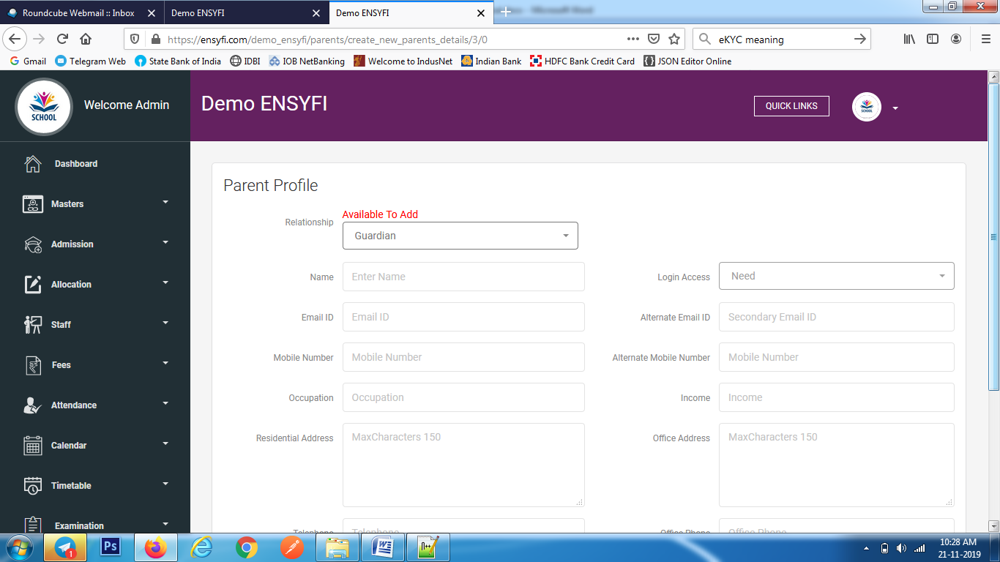 Roundcube Webmail :: Inbox
Demo ENSYFI
Demo ENSYFI
https://ensyfi.com/demo_ensyfi/parents/create_new_parents_details/3/0
eKYC meaning
Gmail
Telegram Web
State Bank of India
IDBI
IOB NetBanking
Welcome to IndusNet
Indian Bank
HDFC Bank Credit Card
JSON Editor Online
SCHOOL
Welcome Admin
Demo ENSYFI
QUICK LINKS
SCHOOL
Dashboard
Masters
Admission
Allocation
Staff
Fees
Attendance
Calendar
Timetable
Examination
Parent Profile
Available To Add
Relationship
Guardian
Name
Enter Name
Login Access
Need
Email ID
Email ID
Alternate Email ID
Secondary Email ID
Mobile Number
Mobile Number
Alternate Mobile Number
Mobile Number
Occupation
Occupation
Income
Income
Residential Address
MaxCharacters 150
Office Address
MaxCharacters 150
Telephone
Telephone
Office Phone
Office Phone
1
Ps
10:28 AM
21-11-2019